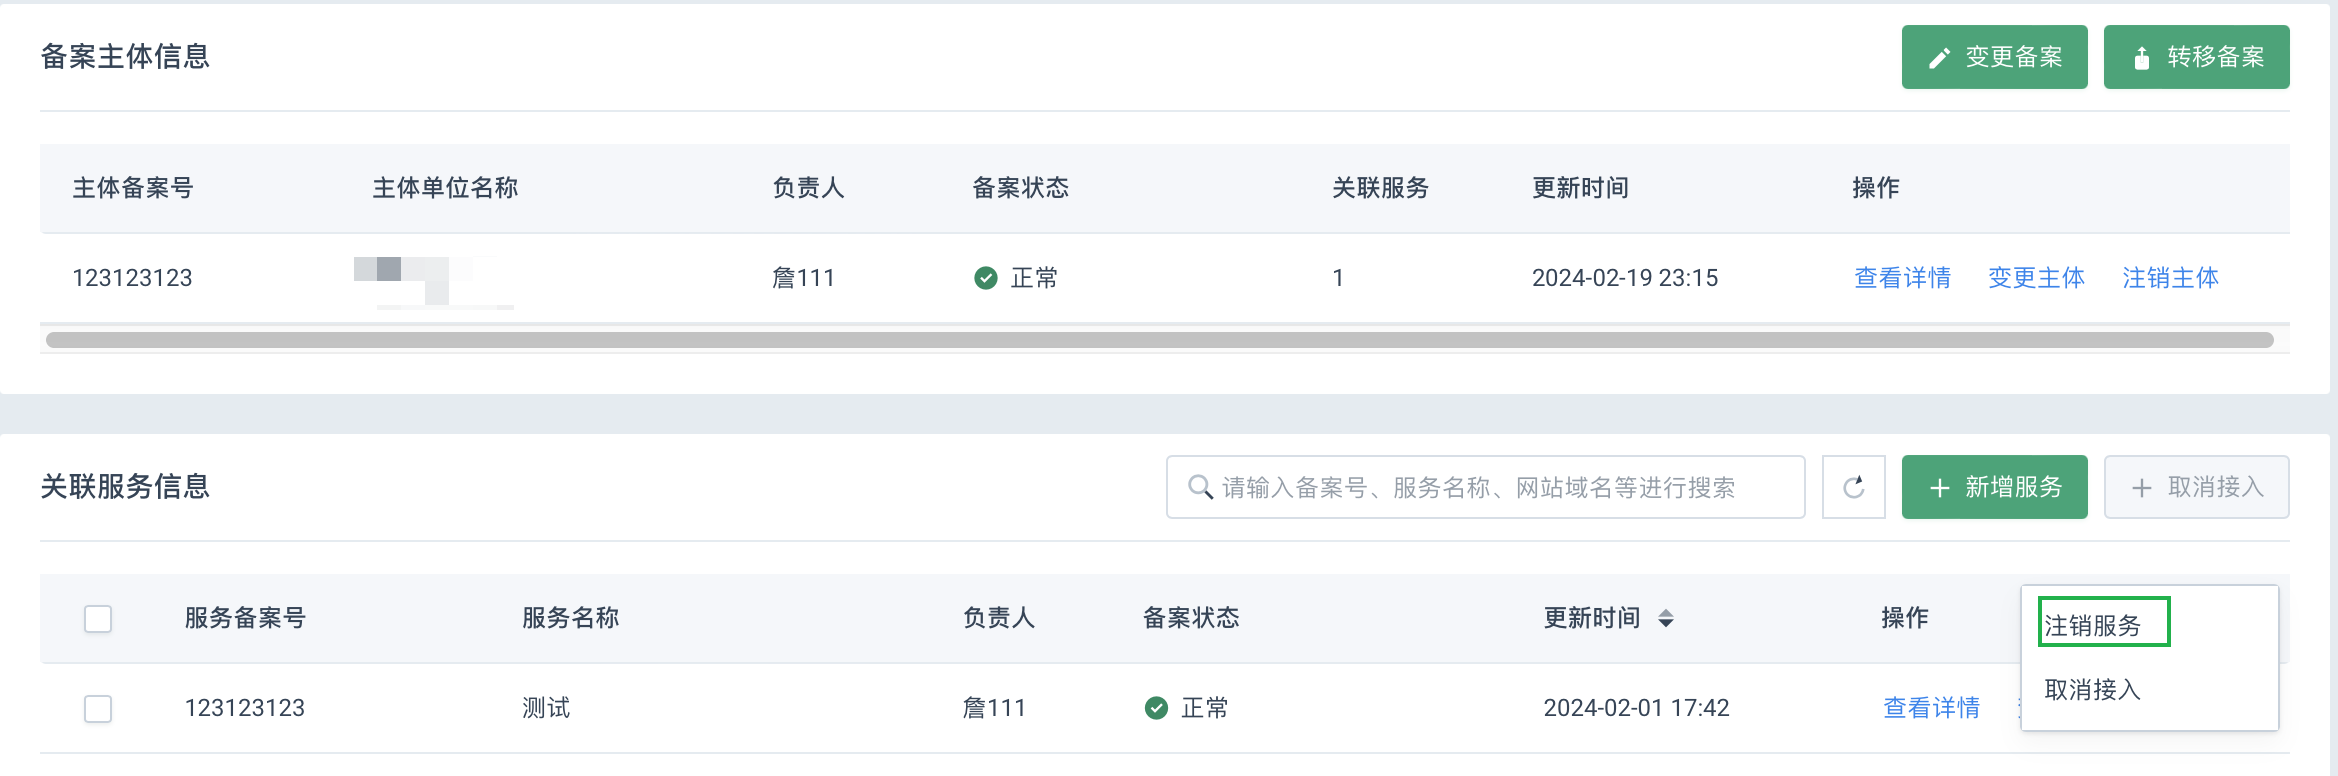 备案主体信息 变更备案 转移备案
主体备案号 主体单位名称 负责人 备案状态 关联服务 更新时间 操作
123123123 詹111 正常 1 2024-02-19 23:15 查看详情 变更主体 注销主体
关联服务信息 请输入备案号、服务名称、网站域名等进行搜索 新增服务 取消接入
服务备案号 服务名称 负责人 备案状态 更新时间 操作 注销服务
取消接入
123123123 测试 詹111 正常 2024-02-01 17:42 查看详情